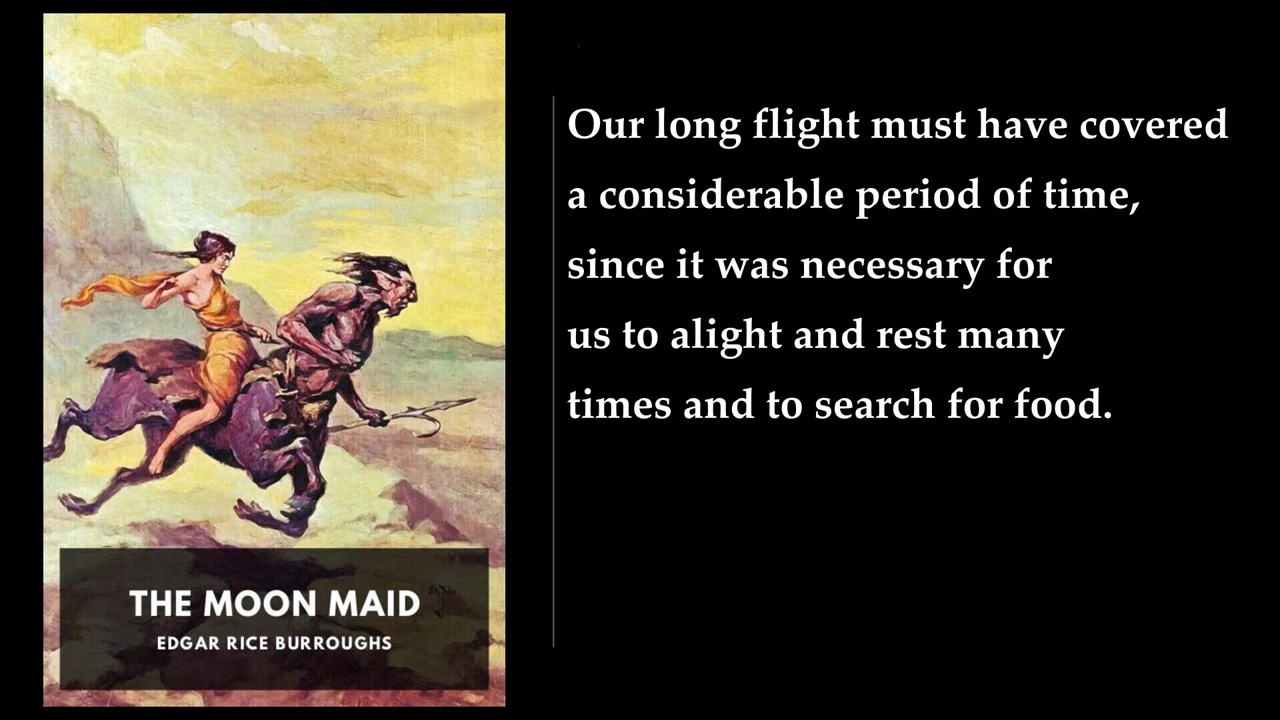 THE MOON MAID
EDGAR RICE BURROUGHS
Our long flight must have covered
a considerable period of time,
since it was necessary for
us to alight and rest many
times and to search for food.